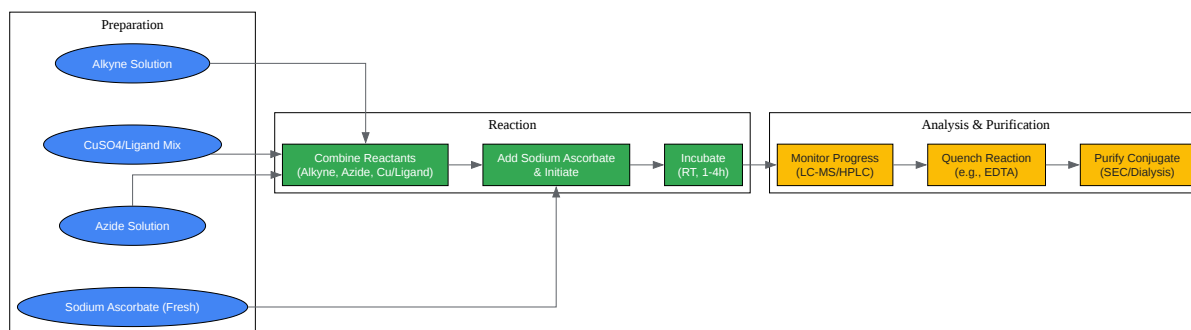 Preparation
Alkyne Solution
CuSO4/Ligand Mix
Azide Solution
Sodium Ascorbate (Fresh)
Reaction
Combine Reactants
(Alkyne, Azide, Cu/Ligand)
Add Sodium Ascorbate
& Initiate
Incubate
(RT, 1-4h)
Analysis & Purification
Monitor Progress
(LC-MS/HPLC)
Quench Reaction
(e.g., EDTA)
Purify Conjugate
(SEC/Dialysis)